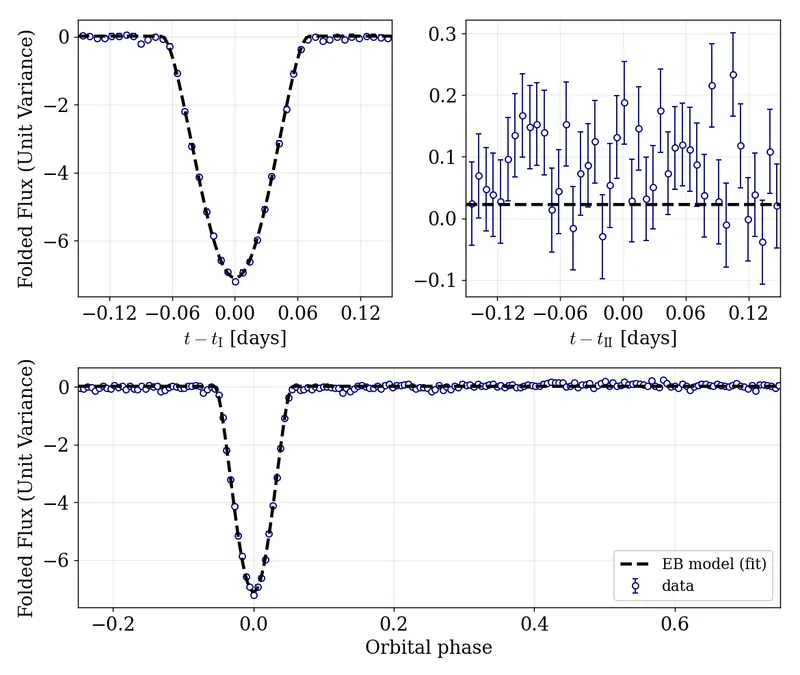 Folded Flux (Unit Variance)
0
−2
−4
−6
−0.12 −0.06 0.00 0.06 0.12
t − t_I [days]
0.3
0.2
0.1
0.0
−0.1
−0.12 −0.06 0.00 0.06 0.12
t − t_II [days]
Folded Flux (Unit Variance)
0
−2
−4
−6
−0.2 0.0 0.2 0.4 0.6
Orbital phase
EB model (fit)
data